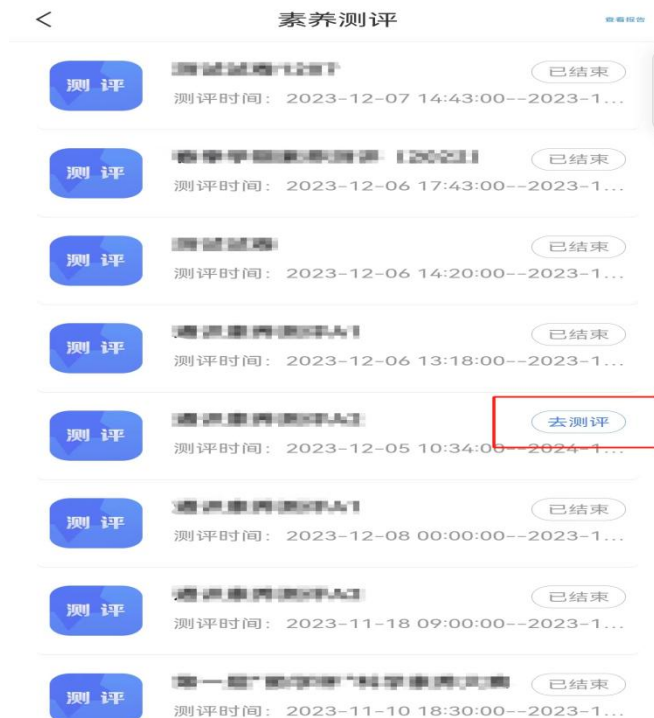 素养测评
查看报告
测评
已结束
测评时间：2023-12-07 14:43:00--2023-1...
测评
已结束
测评时间：2023-12-06 17:43:00--2023-1...
测评
已结束
测评时间：2023-12-06 14:20:00--2023-1...
测评
已结束
测评时间：2023-12-06 13:18:00--2023-1...
测评
去测评
测评时间：2023-12-05 10:34:00--2024-1...
测评
已结束
测评时间：2023-12-08 00:00:00--2023-1...
测评
已结束
测评时间：2023-11-18 09:00:00--2023-1...
测评
已结束
测评时间：2023-11-10 18:30:00--2023-1...